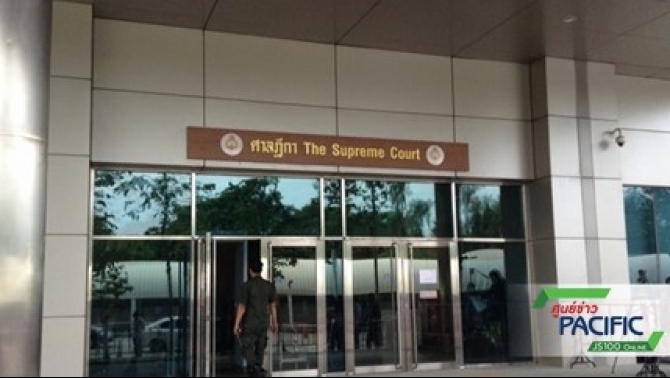 ศาลฎีกา The Supreme Court
ศูนย์ข่าว
PACIFIC
JS100 ONLINE